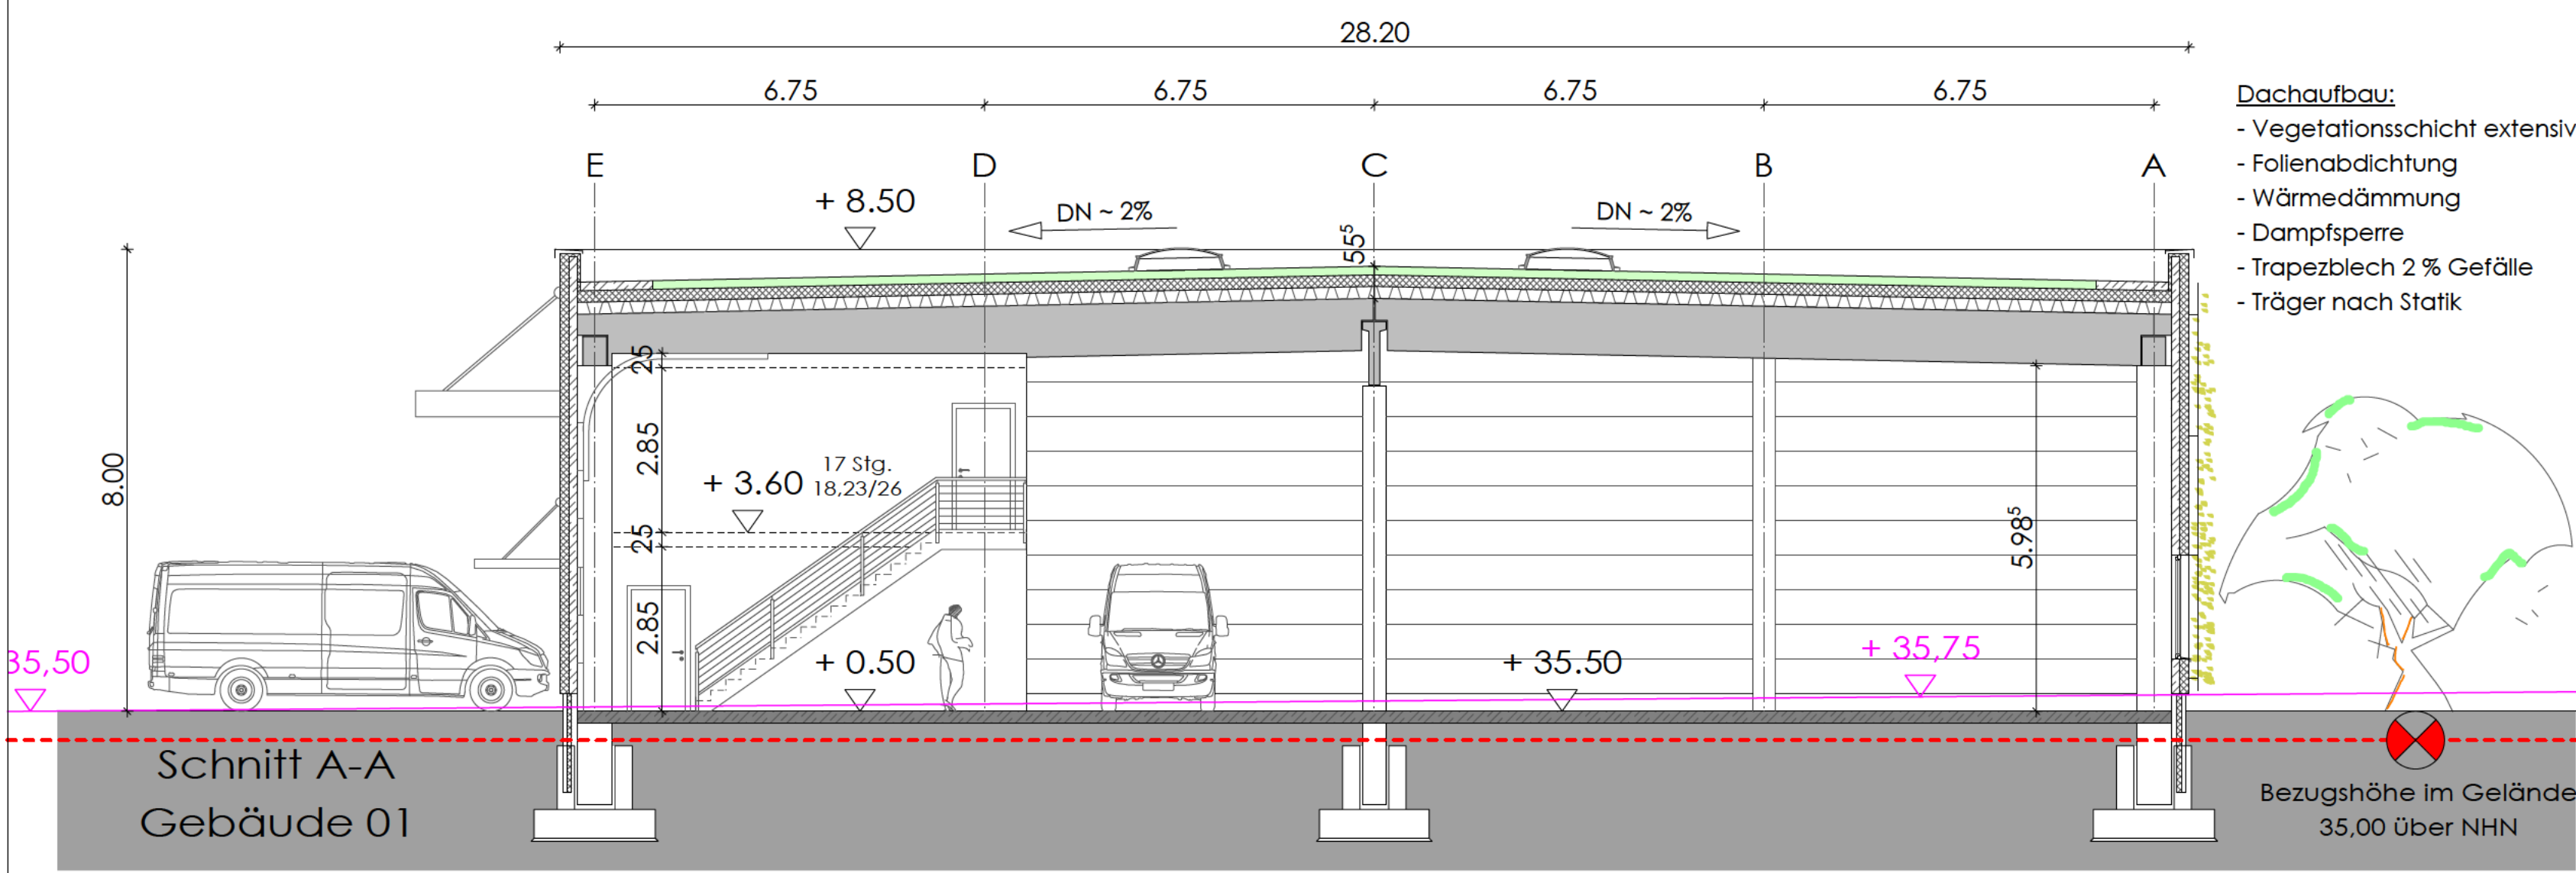 28.20
6.75
6.75
6.75
6.75
Dachaufbau:
- Vegetationsschicht extensiv
- Folienabdichtung
- Wärmedämmung
- Dampfsperre
- Trapezblech 2 % Gefälle
- Träger nach Statik
E
D
C
B
A
+ 8.50
DN ~ 2%
DN ~ 2%
55⁵
25
2.85
8.00
+ 3.60
17 Stg.
18,23/26
25
5.98⁵
2.85
35,50
+ 0.50
+ 35.50
+ 35,75
Schnitt A-A
Gebäude 01
Bezugshöhe im Gelände
35,00 über NHN